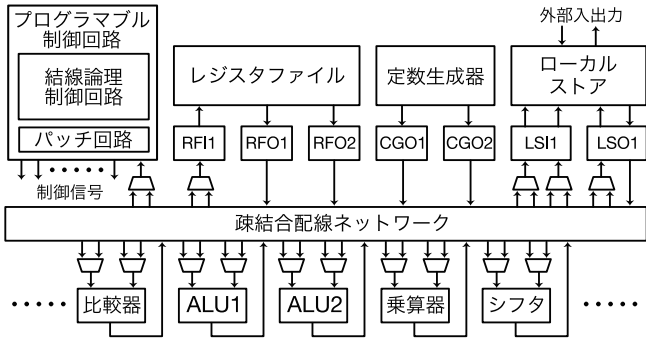 プログラマブル
制御回路
結線論理
制御回路
パッチ回路
制御信号
レジスタファイル
定数生成器
外部入出力
ローカル
ストア
RFI1
RFO1
RFO2
CGO1
CGO2
LSI1
LSO1
疎結合配線ネットワーク
比較器
ALU1
ALU2
乗算器
シフタ